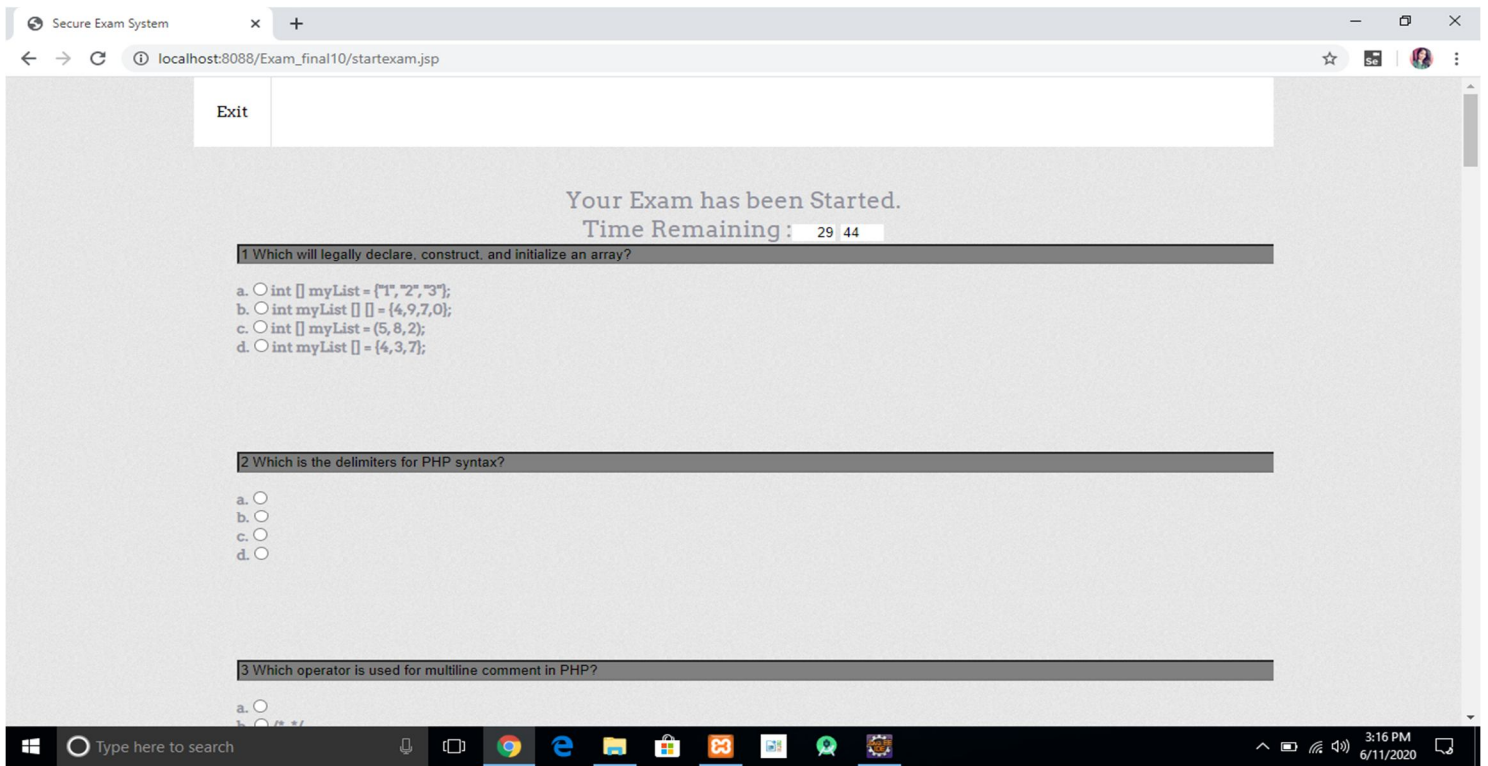 Secure Exam System
localhost:8088/Exam_final10/startexam.jsp
Se
Exit
Your Exam has been Started.
Time Remaining : 29 44
1 Which will legally declare, construct, and initialize an array?
a. int [] myList = {"1", "2", "3"};
b. int myList [] [] = {4,9,7,0};
c. int [] myList = (5, 8, 2);
d. int myList [] = {4,3,7};
2 Which is the delimiters for PHP syntax?
a.
b.
c.
d.
3 Which operator is used for multiline comment in PHP?
a.
b. /* */
Type here to search
3:16 PM
6/11/2020